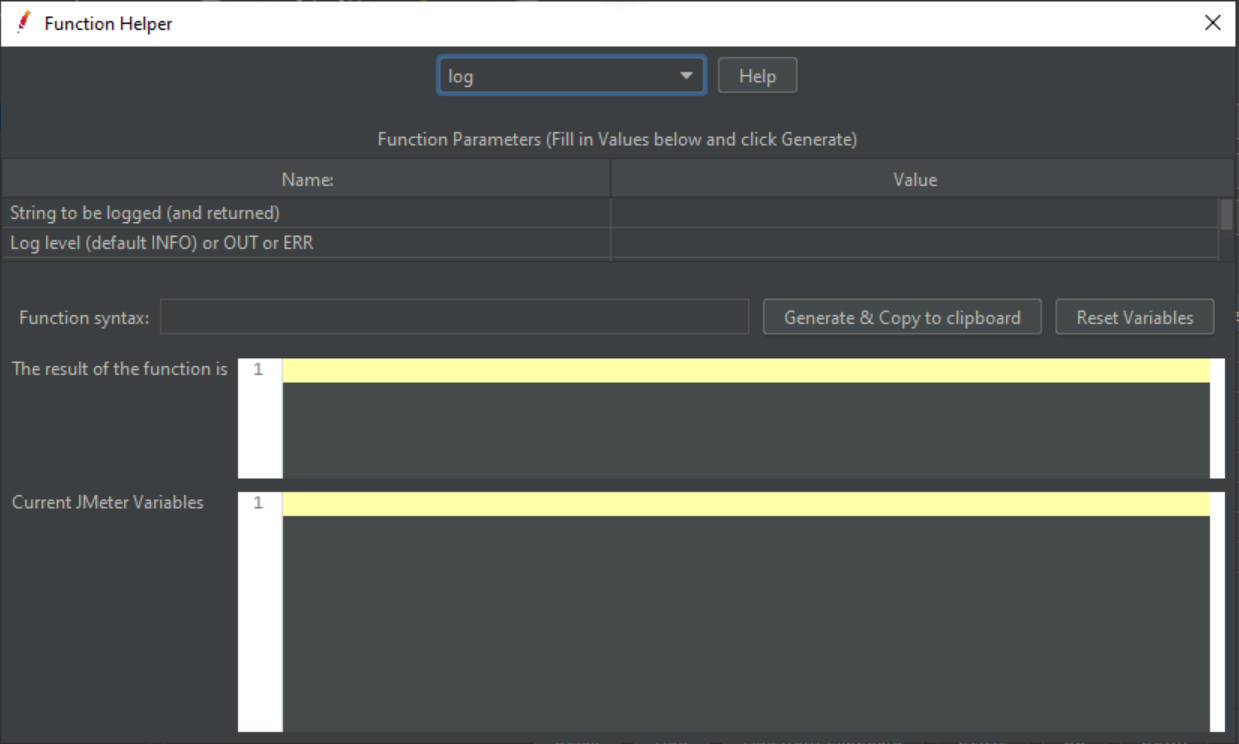 Function Helper
log Help
Function Parameters (Fill in Values below and click Generate)
Name: Value
String to be logged (and returned)
Log level (default INFO) or OUT or ERR
Function syntax: Generate & Copy to clipboard Reset Variables
The result of the function is 1
Current JMeter Variables 1